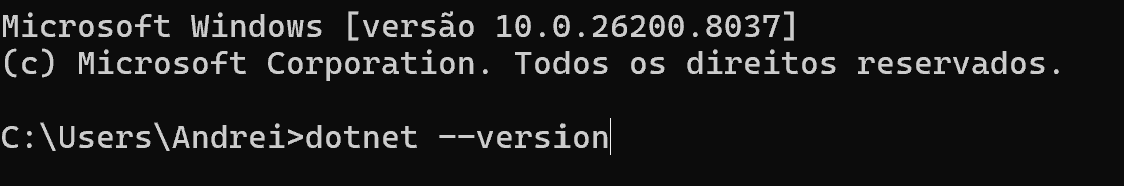 Microsoft Windows [versão 10.0.26200.8037]
(c) Microsoft Corporation. Todos os direitos reservados.
C:\Users\Andrei>dotnet --version